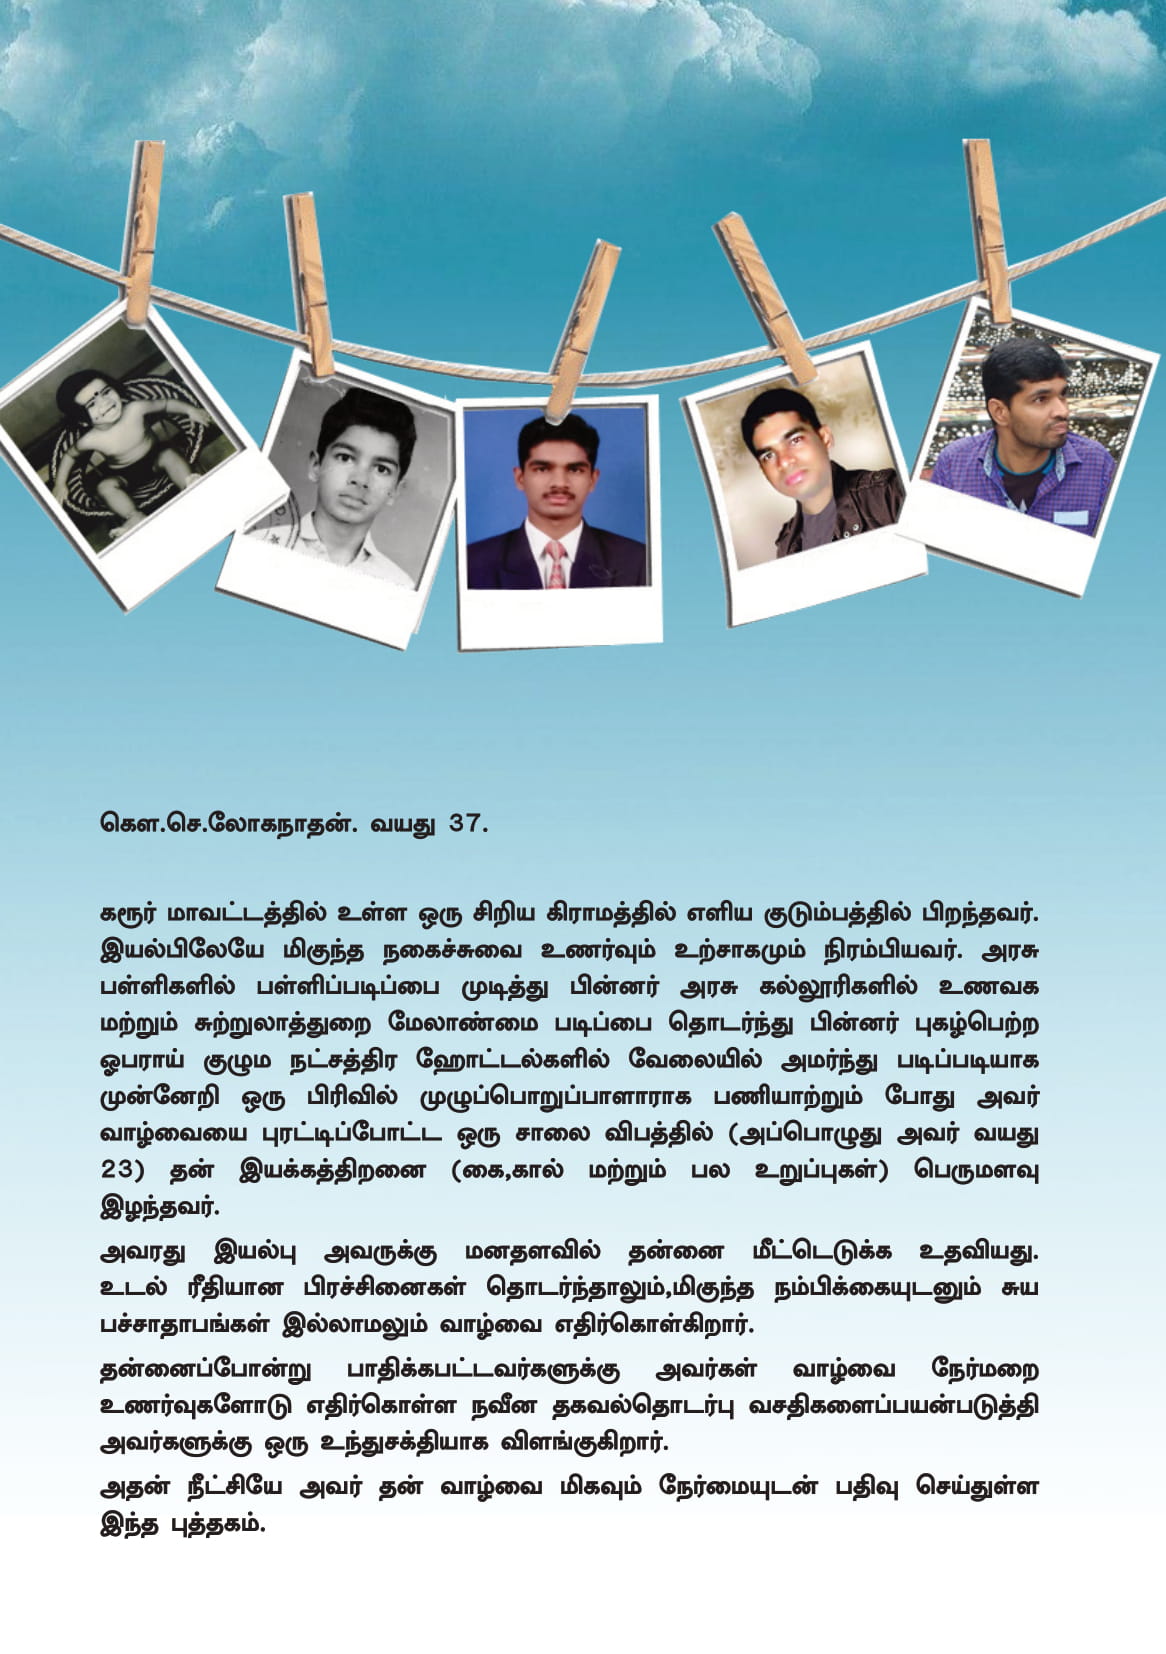 கௌ.செ.லோகநாதன். வயது 37.
கரூர் மாவட்டத்தில் உள்ள ஒரு சிறிய கிராமத்தில் எளிய குடும்பத்தில் பிறந்தவர்.
இயல்பிலேயே மிகுந்த நகைச்சுவை உணர்வும் உற்சாகமும் நிரம்பியவர். அரசு
பள்ளிகளில் பள்ளிப்படிப்பை முடித்து பின்னர் அரசு கல்லூரிகளில் உணவக
மற்றும் சுற்றுலாத்துறை மேலாண்மை படிப்பை தொடர்ந்து பின்னர் புகழ்பெற்ற
ஓபராய் குழும நட்சத்திர ஹோட்டல்களில் வேலையில் அமர்ந்து படிப்படியாக
முன்னேறி ஒரு பிரிவில் முழுப்பொறுப்பாளாராக பணியாற்றும் போது அவர்
வாழ்வையை புரட்டிப்போட்ட ஒரு சாலை விபத்தில் (அப்பொழுது அவர் வயது
23) தன் இயக்கத்திறனை (கை,கால் மற்றும் பல உறுப்புகள்) பெருமளவு
இழந்தவர்.
அவரது இயல்பு அவருக்கு மனதளவில் தன்னை மீட்டெடுக்க உதவியது.
உடல் ரீதியான பிரச்சினைகள் தொடர்ந்தாலும்,மிகுந்த நம்பிக்கையுடனும் சுய
பச்சாதாபங்கள் இல்லாமலும் வாழ்வை எதிர்கொள்கிறார்.
தன்னைப்போன்று பாதிக்கபட்டவர்களுக்கு அவர்கள் வாழ்வை நேர்மறை
உணர்வுகளோடு எதிர்கொள்ள நவீன தகவல்தொடர்பு வசதிகளைப்பயன்படுத்தி
அவர்களுக்கு ஒரு உந்துசக்தியாக விளங்குகிறார்.
அதன் நீட்சியே அவர் தன் வாழ்வை மிகவும் நேர்மையுடன் பதிவு செய்துள்ள
இந்த புத்தகம்.